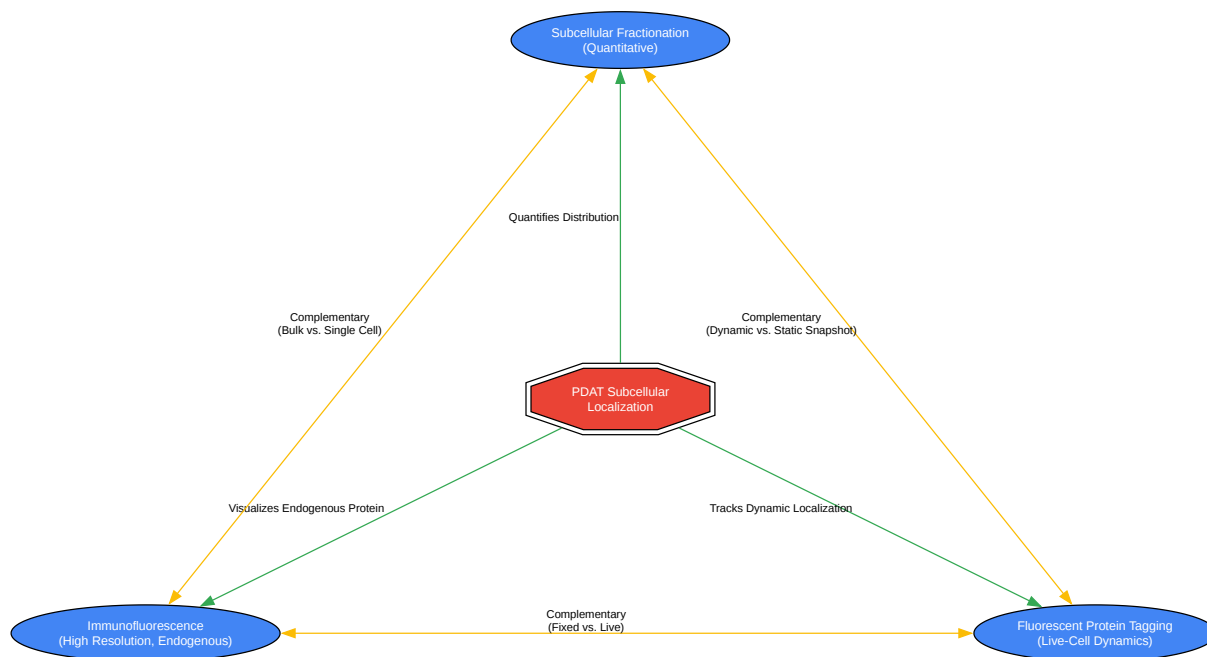 Subcellular Fractionation
(Quantitative)
Quantifies Distribution
Complementary
(Bulk vs. Single Cell)
Complementary
(Dynamic vs. Static Snapshot)
PDAT Subcellular
Localization
Visualizes Endogenous Protein
Tracks Dynamic Localization
Immunofluorescence
(High Resolution, Endogenous)
Complementary
(Fixed vs. Live)
Fluorescent Protein Tagging
(Live-Cell Dynamics)